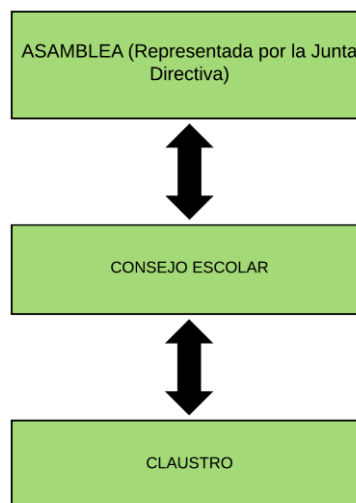 ASAMBLEA (Representada por la Junta
Directiva)
CONSEJO ESCOLAR
CLAUSTRO